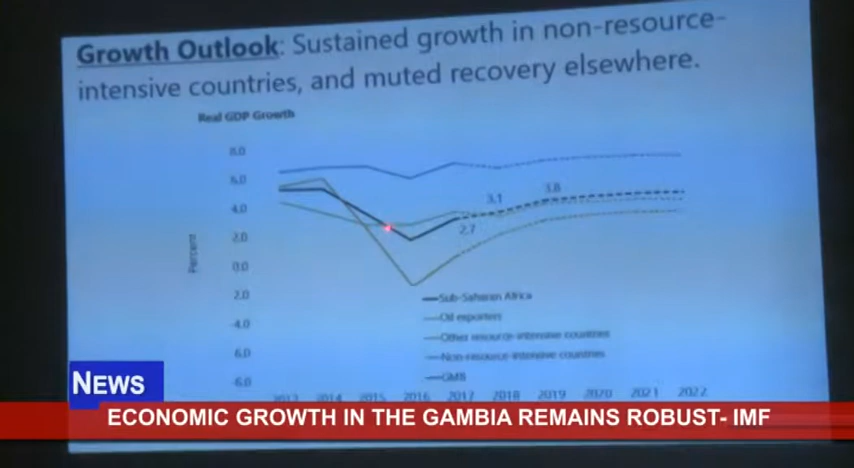 Growth Outlook: Sustained growth in non-resource-
intensive countries, and muted recovery elsewhere.
Real GDP Growth
8.0
6.0
4.0
2.0
0.0
2.0
-4.0
6.0
-6.0
Percent
3.1
3.8
2.7
Sub-Saharan Africa
Oil exporters
Other resource-intensive countries
Non-resource-intensive countries
GMB
2013 2014 2015 2016 2017 2018 2019 2020 2021 2022
NEWS
ECONOMIC GROWTH IN THE GAMBIA REMAINS ROBUST- IMF